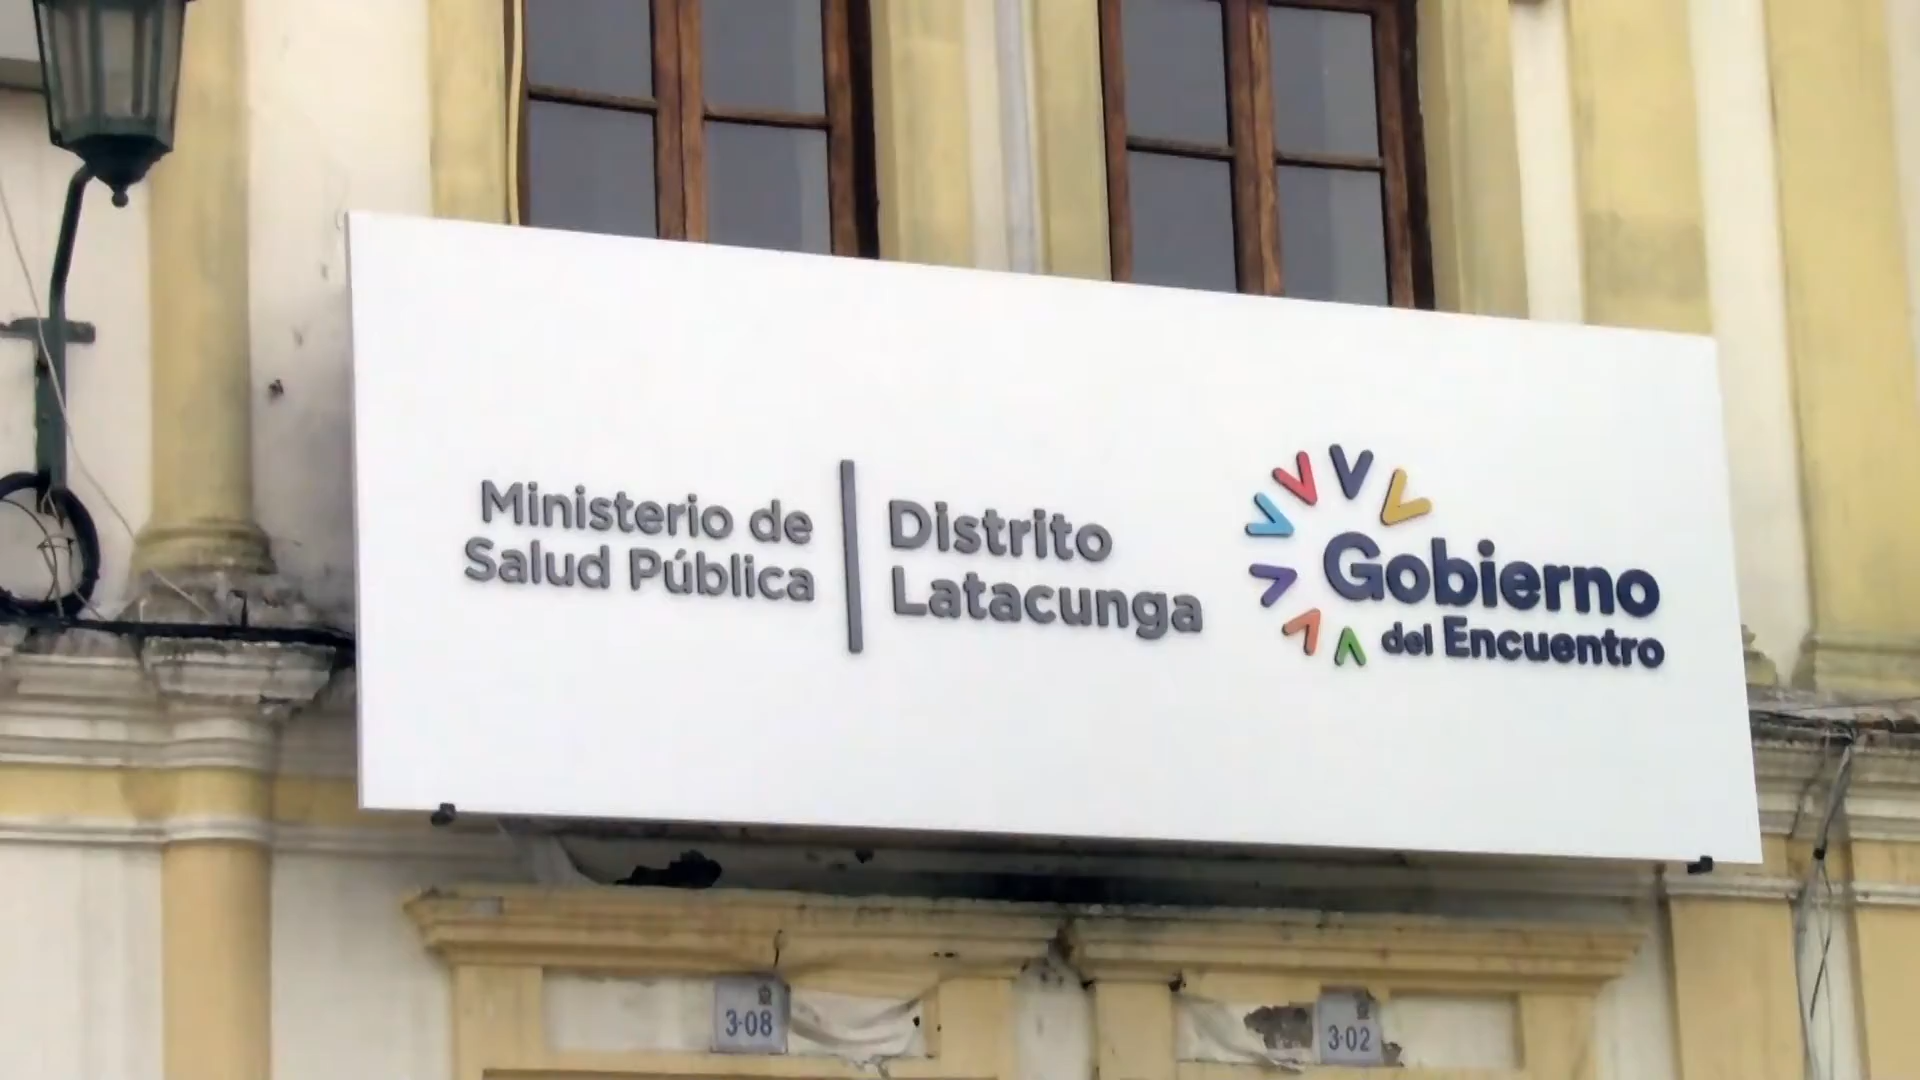 Ministerio de
Salud Pública
Distrito
Latacunga
Gobierno
del Encuentro
3-08
3-02